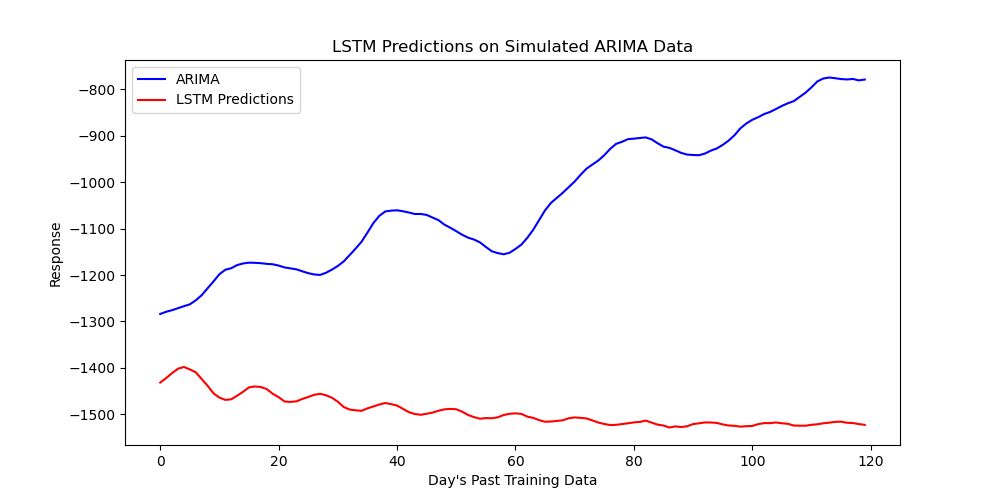 LSTM Predictions on Simulated ARIMA Data
ARIMA
LSTM Predictions
Response
−800
−900
−1000
−1100
−1200
−1300
−1400
−1500
0 20 40 60 80 100 120
Day's Past Training Data